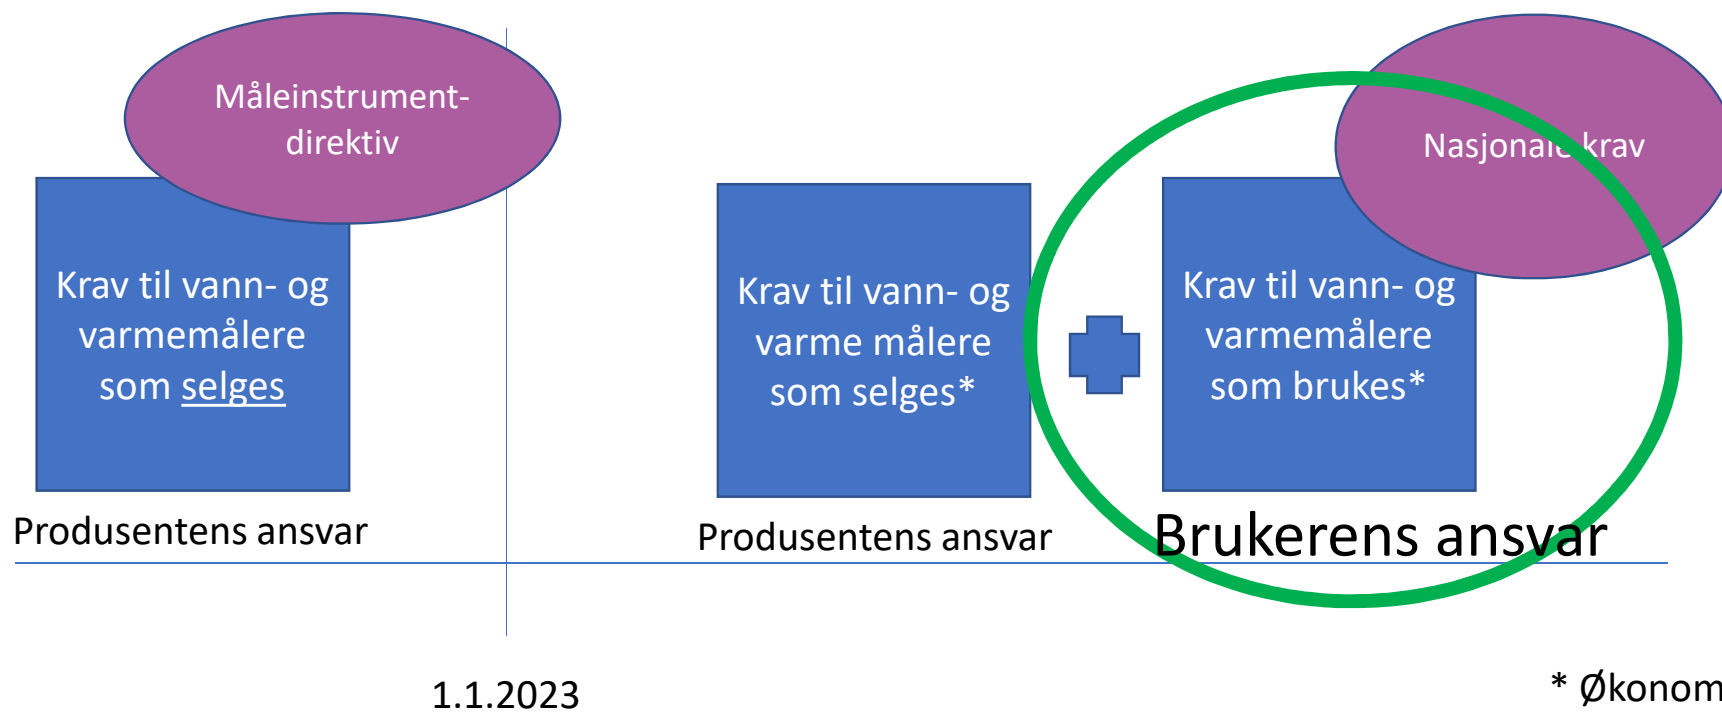 Måleinstrument-
direktiv
Krav til vann- og
varmemålere
som selges
Produsentens ansvar
Krav til vann- og
varme målere
som selges*
Produsentens ansvar
Nasjonale krav
Krav til vann- og
varmemålere
som brukes*
Brukerens ansvar
1.1.2023
* Økonom